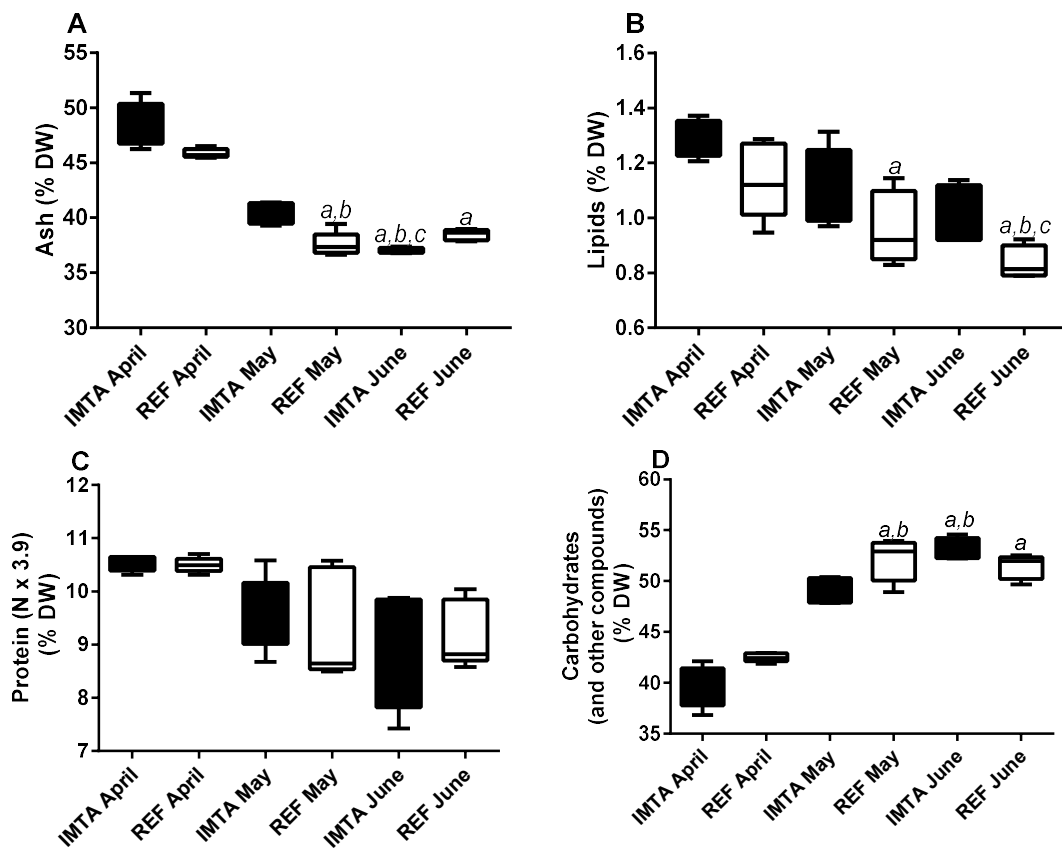 A
Ash (% DW)
55
50
45
40
35
30
a,b
a,b,c
a
IMTA April
REF April
IMTA May
REF May
IMTA June
REF June
B
Lipids (% DW)
1.6
1.4
1.2
1.0
0.8
0.6
a
a,b,c
IMTA April
REF April
IMTA May
REF May
IMTA June
REF June
C
Protein (N x 3.9)
(% DW)
12
11
10
9
8
7
IMTA April
REF April
IMTA May
REF May
IMTA June
REF June
D
Carbohydrates
(and other compounds)
(% DW)
60
55
50
45
40
35
a,b
a,b
a
IMTA April
REF April
IMTA May
REF May
IMTA June
REF June